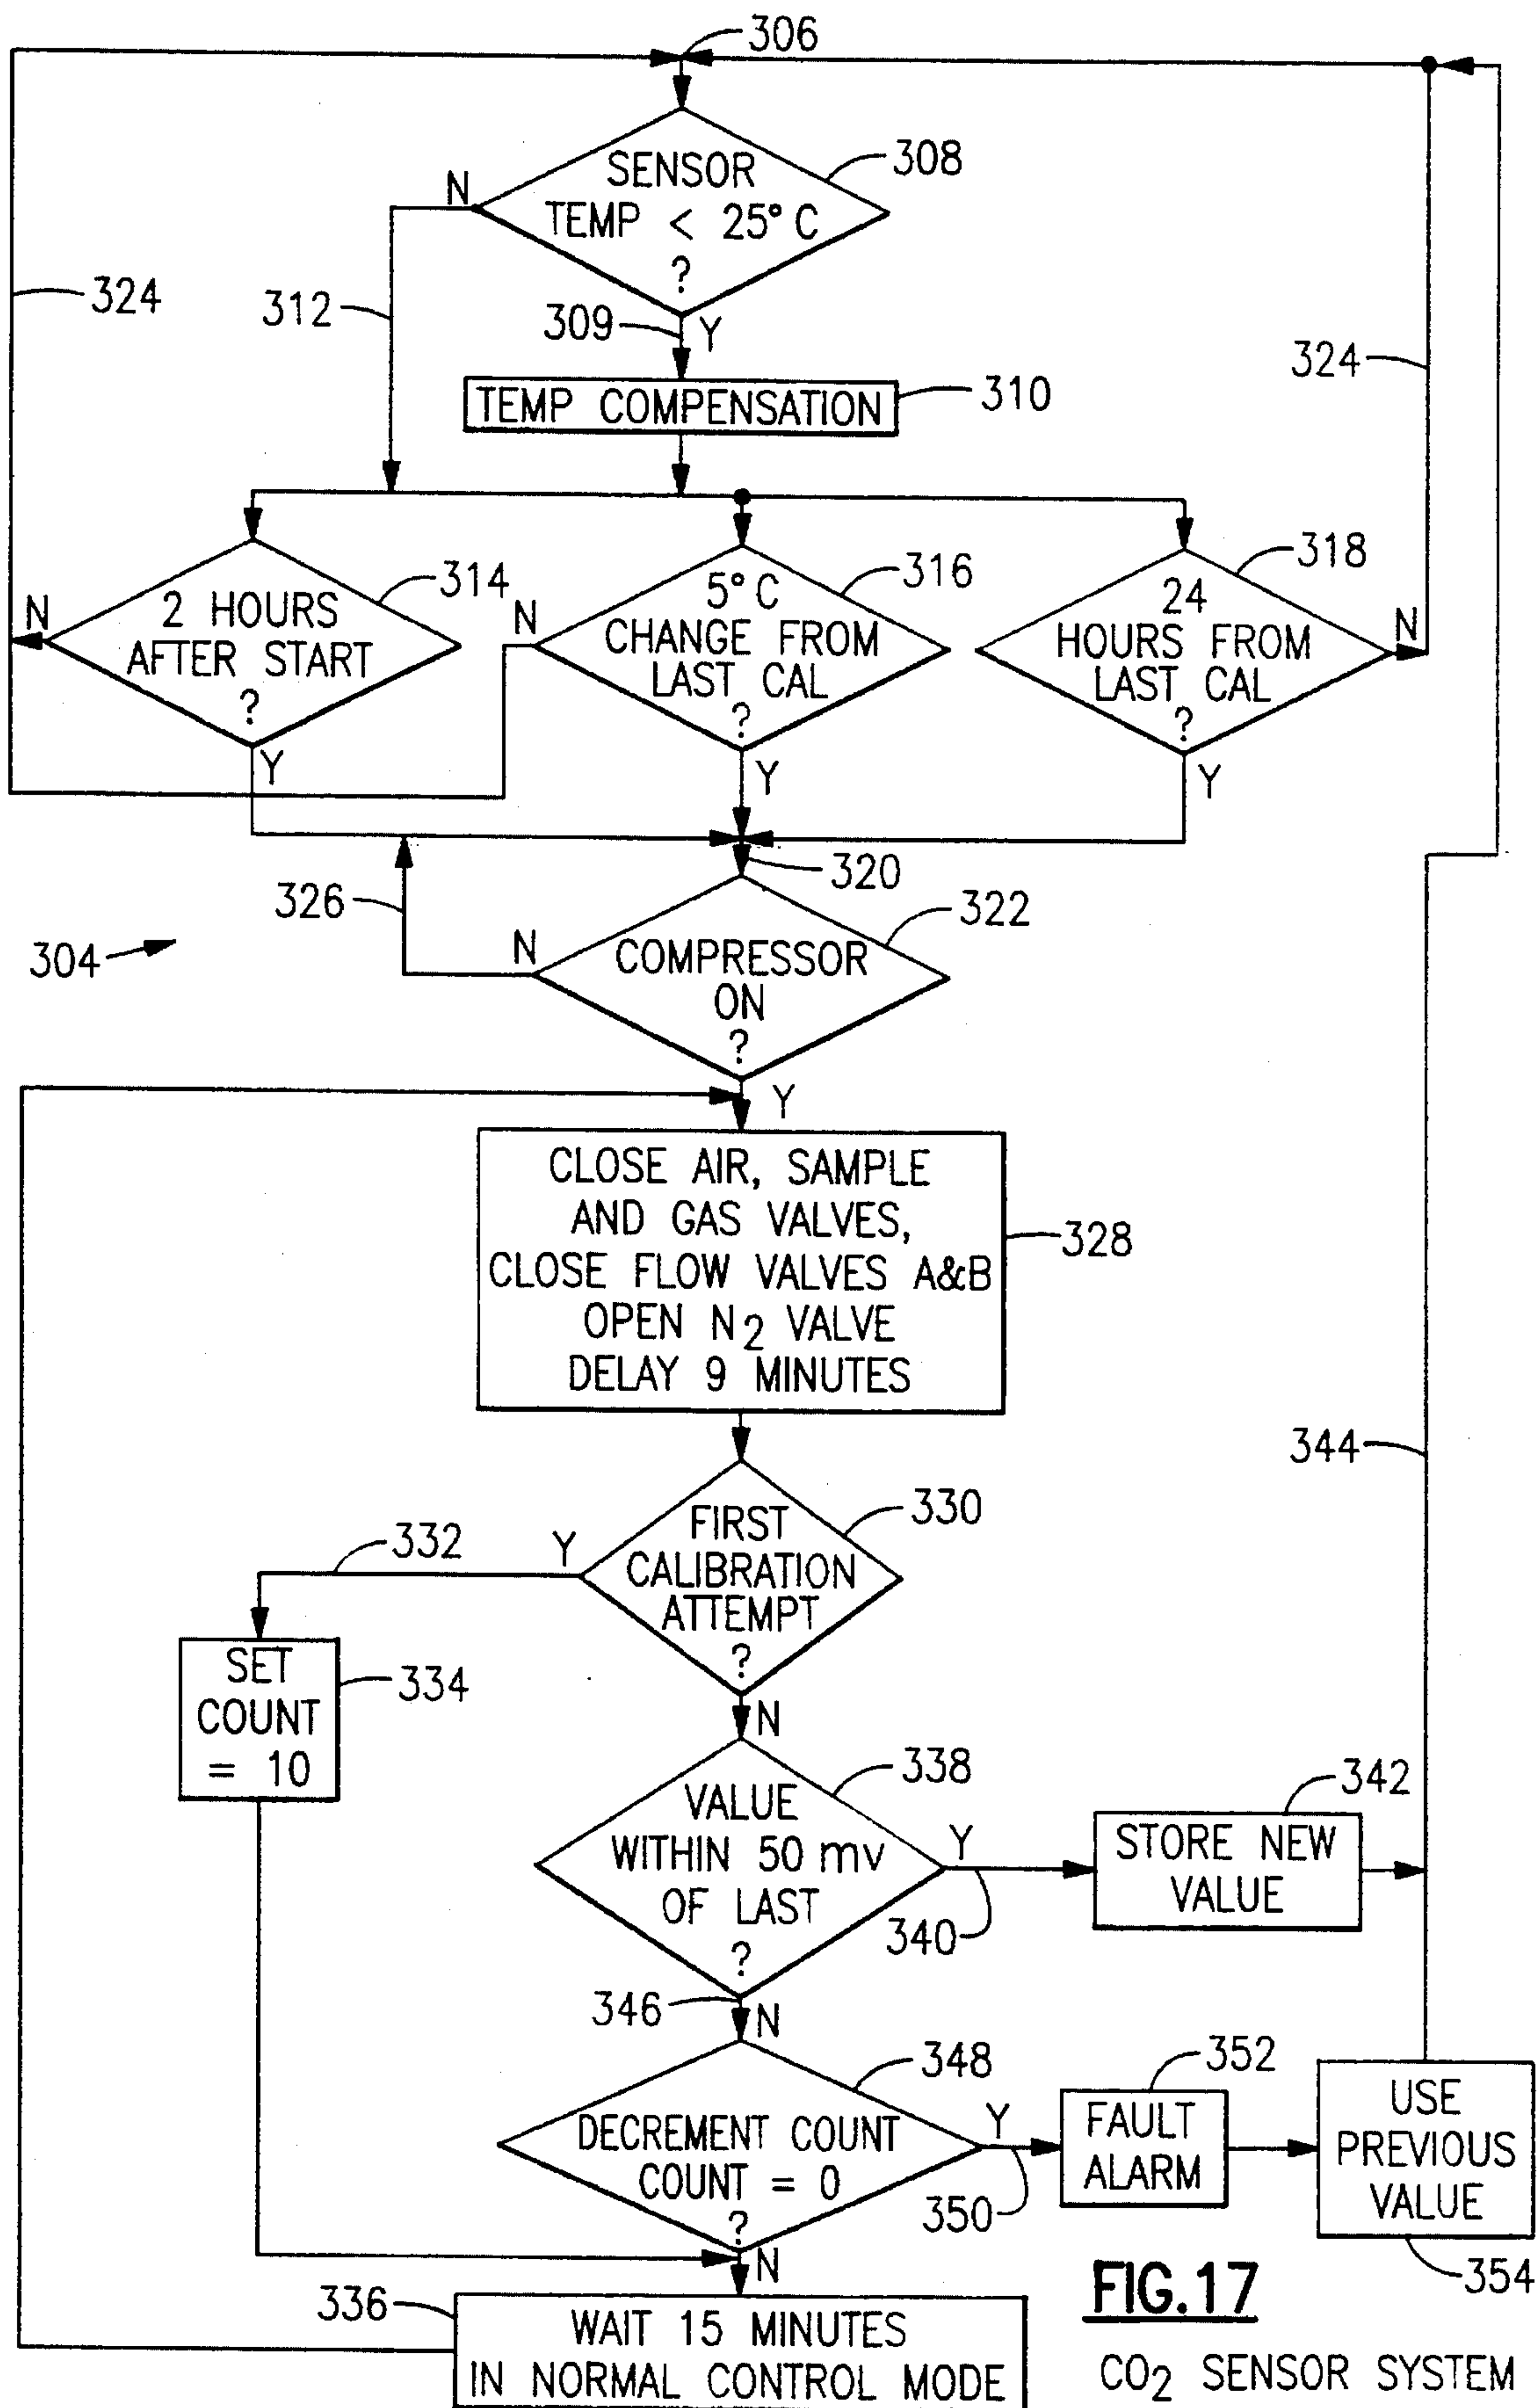 306
308
SENSOR
TEMP < 25° C
?
N
324
312
309
Y
324
TEMP COMPENSATION
310
314
316
318
2 HOURS
AFTER START
?
N
Y
5° C
CHANGE FROM
LAST CAL
?
N
Y
24
HOURS FROM
LAST CAL
?
N
Y
320
326
322
304
N
COMPRESSOR
ON
?
Y
CLOSE AIR, SAMPLE
AND GAS VALVES,
CLOSE FLOW VALVES A&B
OPEN N2 VALVE
DELAY 9 MINUTES
328
344
330
FIRST
CALIBRATION
ATTEMPT
?
332
Y
N
SET
COUNT
= 10
334
338
VALUE
WITHIN 50 mv
OF LAST
?
Y
340
342
STORE NEW
VALUE
346
N
348
DECREMENT COUNT
COUNT = 0
?
Y
350
352
FAULT
ALARM
USE
PREVIOUS
VALUE
354
N
336
WAIT 15 MINUTES
IN NORMAL CONTROL MODE
FIG.17
CO2 SENSOR SYSTEM